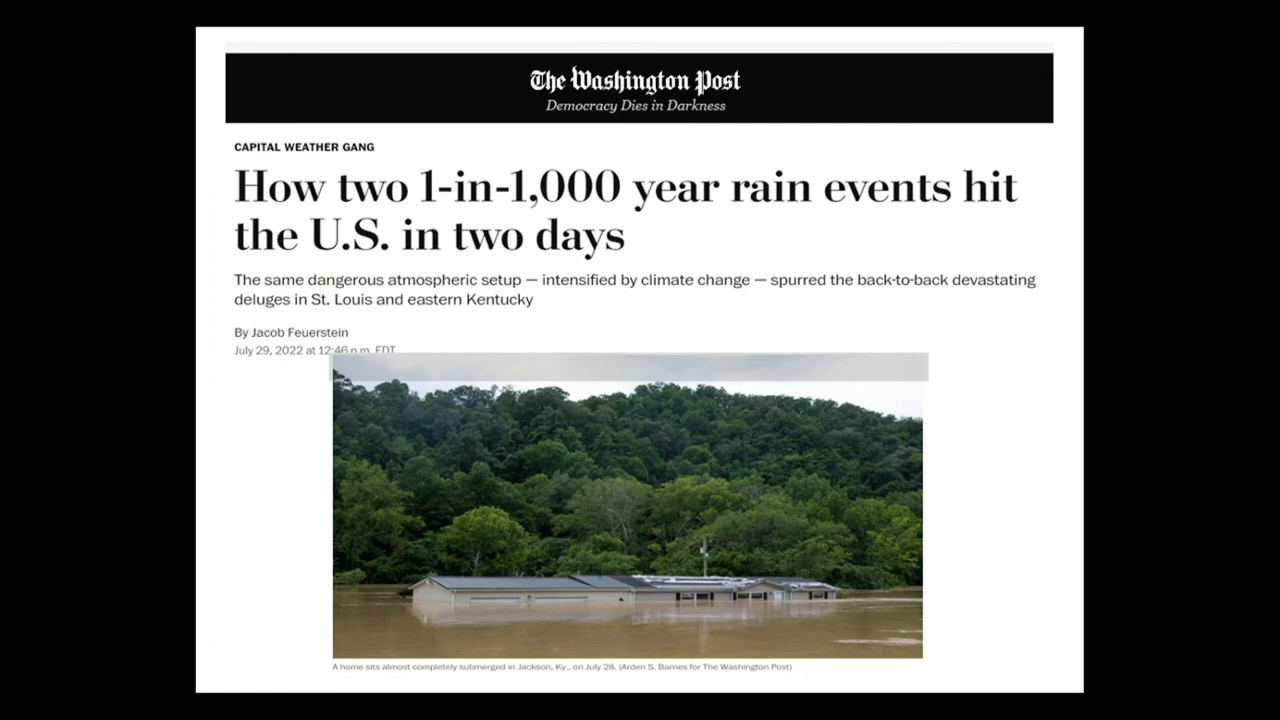 The Washington Post
Democracy Dies in Darkness
CAPITAL WEATHER GANG
How two 1-in-1,000 year rain events hit
the U.S. in two days
The same dangerous atmospheric setup — intensified by climate change — spurred the back-to-back devastating
deluges in St. Louis and eastern Kentucky
By Jacob Feuerstein
July 29, 2022 at 12:46 p.m. EDT
A home sits almost completely submerged in Jackson, Ky., on July 28. (Arden S. Barnes for The Washington Post)